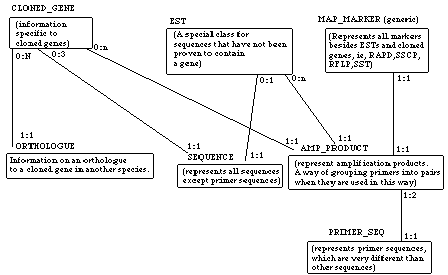 CLONED_GENE
(information
specific to
cloned genes)
EST
(A special class for
sequences that have not been
proven to contain
a gene)
MAP_MARKER (generic)
(Represents all markers
besides ESTs and cloned
genes, ie, RAPD,SSCP,
RFLP,SST)
0:N
0:3
0:n
0:1
0:n
1:1
1:1
1:1
1:1
1:1
1:1
1:1
ORTHOLOGUE
Information on an orthologue
to a cloned gene in another species.
SEQUENCE
(represents all sequences
except primer sequences)
AMP_PRODUCT
(represent amplification products.
A way of grouping primers into pairs
when they are used in this way)
1:2
1:1
PRIMER_SEQ
(represents primer sequences,
which are very different than
other sequences)